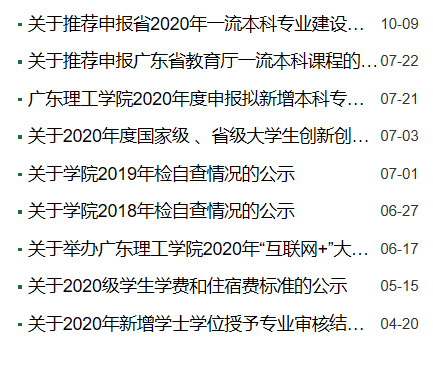 关于推荐申报省2020年一流本科专业建设… 10-09
关于推荐申报广东省教育厅一流本科课程的… 07-22
广东理工学院2020年度申报拟新增本科专… 07-21
关于2020年度国家级 、省级大学生创新创… 07-03
关于学院2019年检自查情况的公示 07-01
关于学院2018年检自查情况的公示 06-27
关于举办广东理工学院2020年“互联网+”大… 06-17
关于2020级学生学费和住宿费标准的公示 05-15
关于2020年新增学士学位授予专业审核结… 04-20